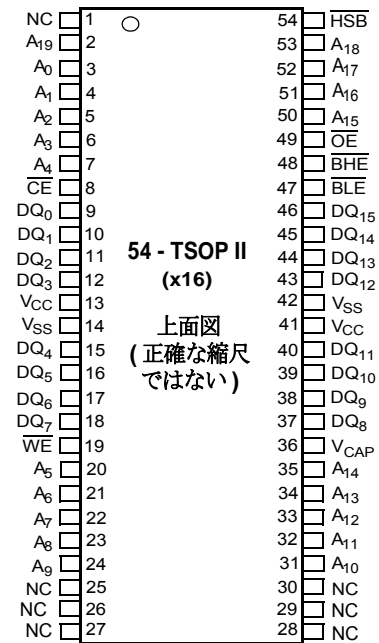 NC 1 54 H̅S̅B̅
A19 2 53 A18
A0 3 52 A17
A1 4 51 A16
A2 5 50 A15
A3 6 49 O̅E̅
A4 7 48 B̅H̅E̅
C̅E̅ 8 47 B̅L̅E̅
DQ0 9 46 DQ15
DQ1 10 45 DQ14
DQ2 11 54 - TSOP II 44 DQ13
DQ3 12 (x16) 43 DQ12
VCC 13 42 VSS
VSS 14 上面図 41 VCC
DQ4 15 ( 正確な縮尺 40 DQ11
DQ5 16 ではない ) 39 DQ10
DQ6 17 38 DQ9
DQ7 18 37 DQ8
W̅E̅ 19 36 VCAP
A5 20 35 A14
A6 21 34 A13
A7 22 33 A12
A8 23 32 A11
A9 24 31 A10
NC 25 30 NC
NC 26 29 NC
NC 27 28 NC